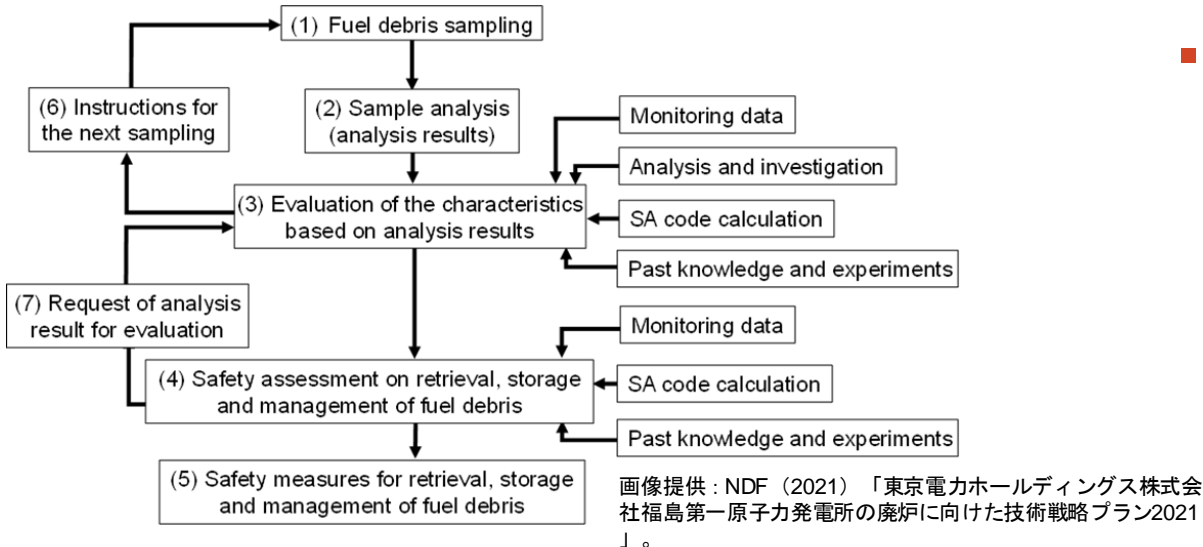 (1) Fuel debris sampling
(6) Instructions for
the next sampling
(2) Sample analysis
(analysis results)
Monitoring data
Analysis and investigation
(3) Evaluation of the characteristics
based on analysis results
SA code calculation
Past knowledge and experiments
(7) Request of analysis
result for evaluation
Monitoring data
(4) Safety assessment on retrieval, storage
and management of fuel debris
SA code calculation
Past knowledge and experiments
(5) Safety measures for retrieval, storage
and management of fuel debris
画像提供：NDF（2021）「東京電力ホールディングス株式会
社福島第一原子力発電所の廃炉に向けた技術戦略プラン2021
」。